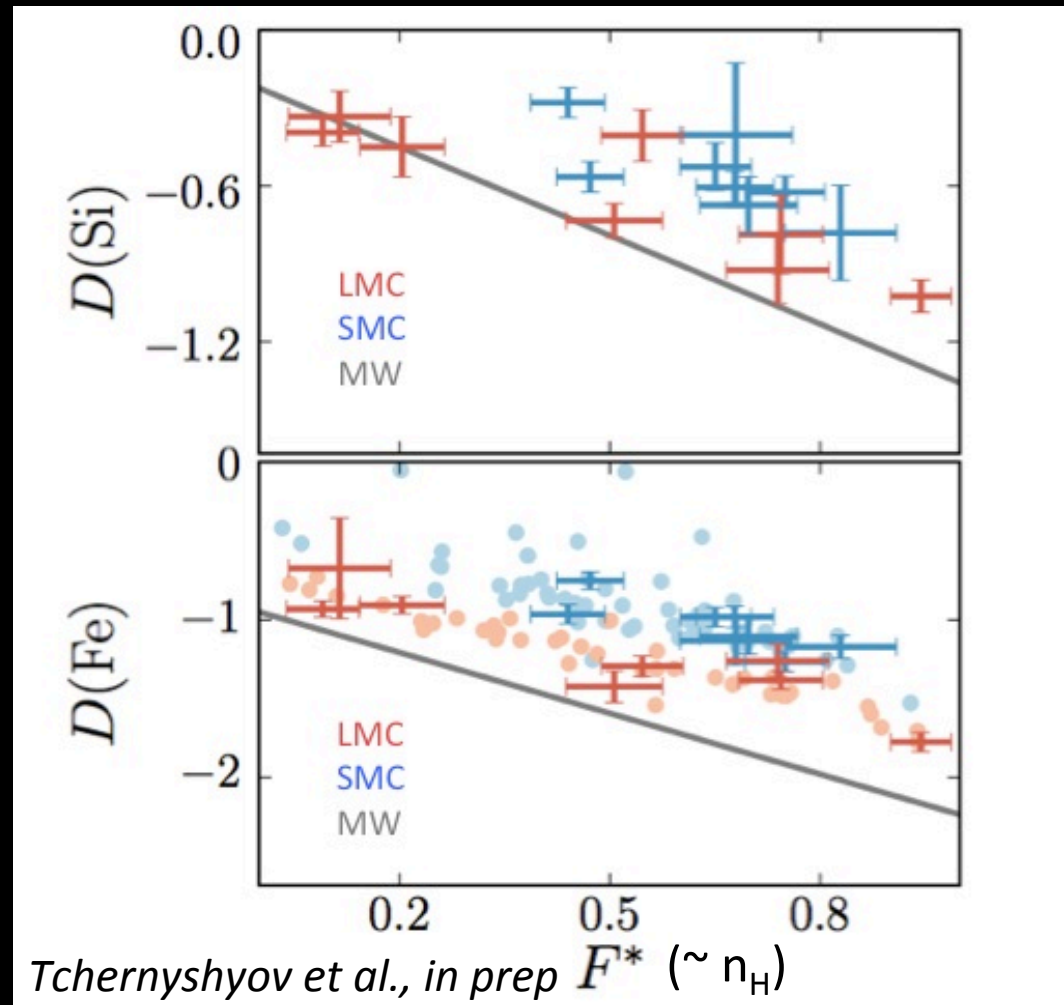 0.0
−0.6
−1.2
D(Si)
LMC
SMC
MW
0
−1
−2
D(Fe)
LMC
SMC
MW
0.2 0.5 0.8
Tchernyshyov et al., in prep F* (~ nH)